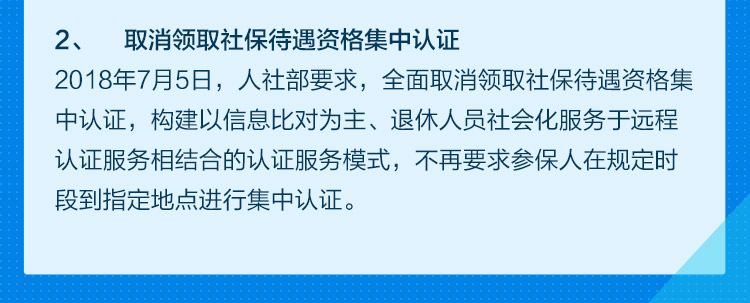 2、 取消领取社保待遇资格集中认证
2018年7月5日，人社部要求，全面取消领取社保待遇资格集
中认证，构建以信息比对为主、退休人员社会化服务于远程
认证服务相结合的认证服务模式，不再要求参保人在规定时
段到指定地点进行集中认证。